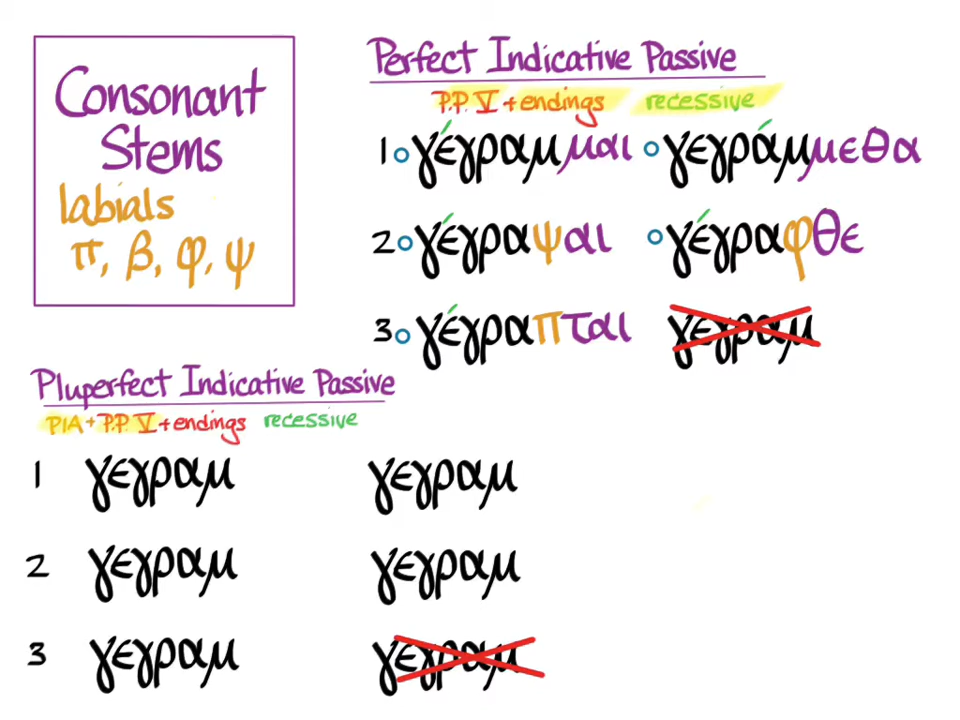 Consonant
Stems
labials
π, β, φ, ψ
Perfect Indicative Passive
P.P. V + endings recessive
1 γέγραμμαι γεγράμμεθα
2 γέγραψαι γέγραφθε
3 γέγραπται γεγραμ
Pluperfect Indicative Passive
PIA + P.P. V + endings recessive
1 γεγραμ γεγραμ
2 γεγραμ γεγραμ
3 γεγραμ γεγραμ